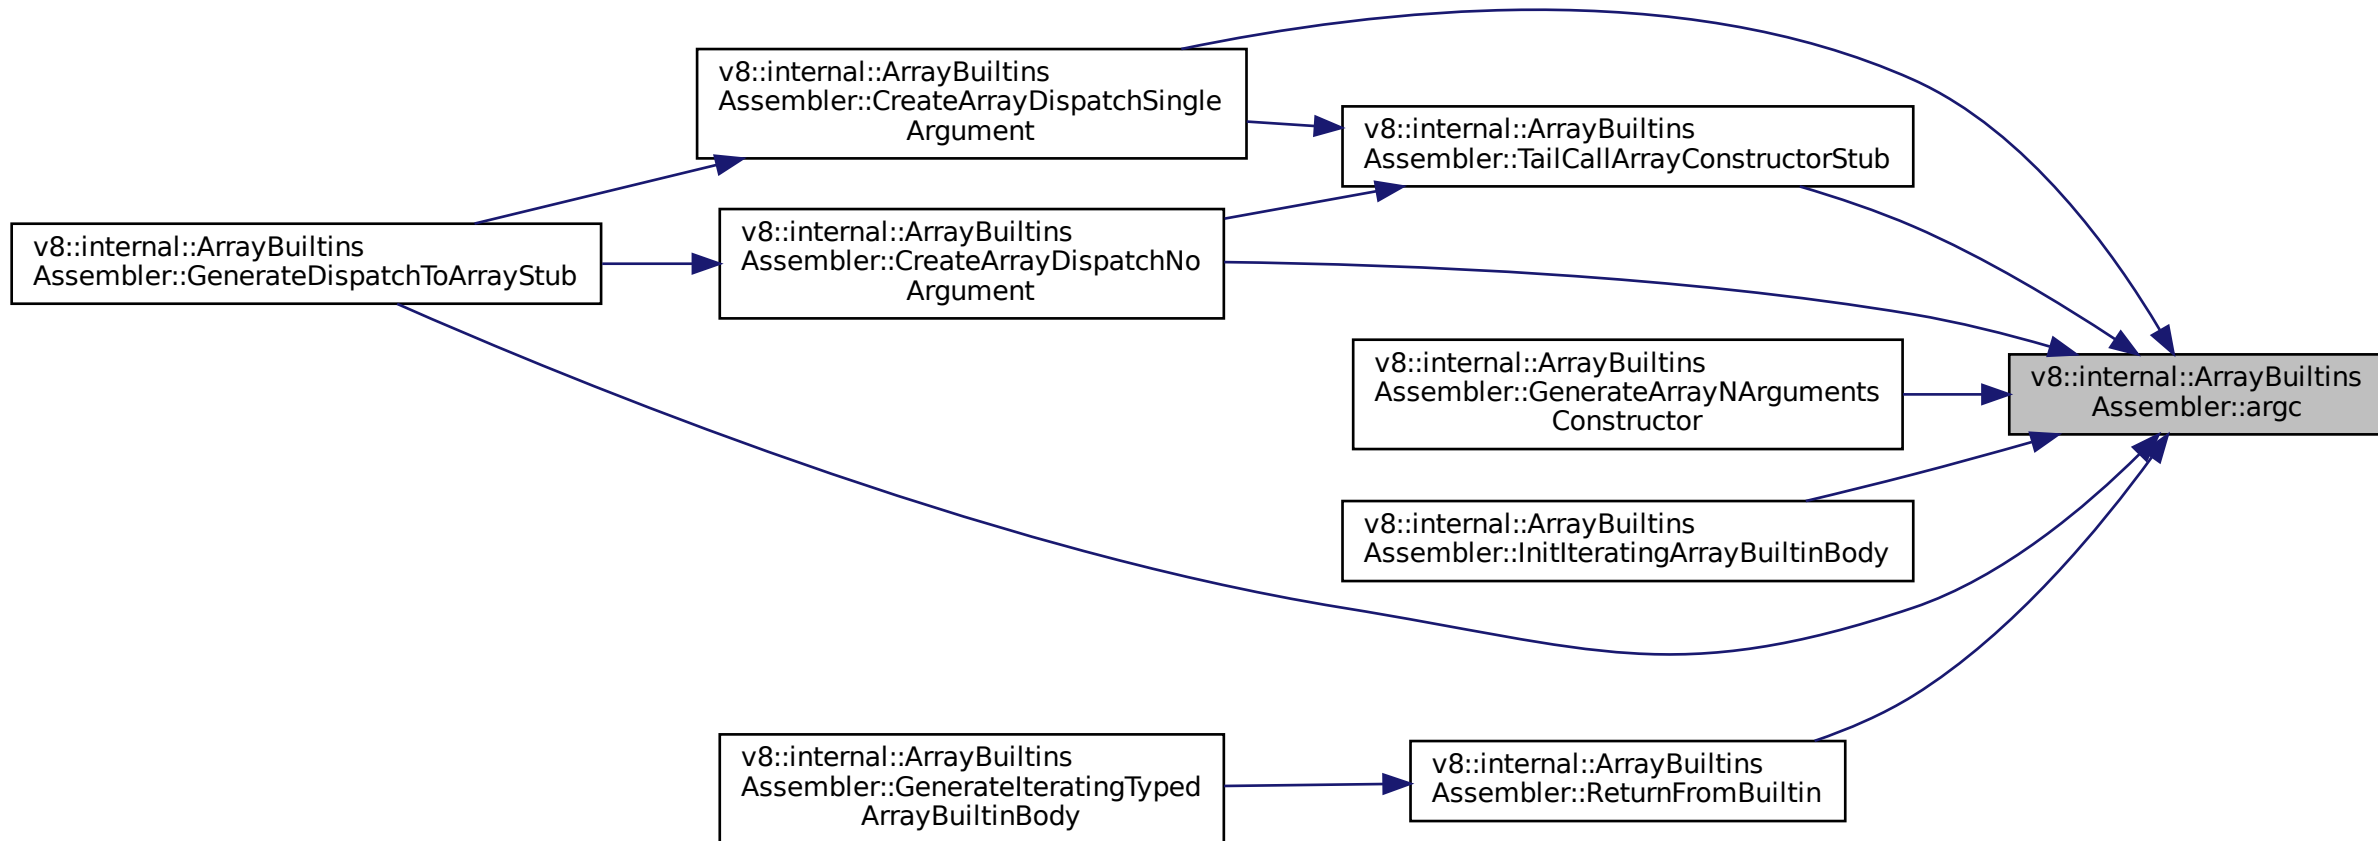 v8::internal::ArrayBuiltins
Assembler::CreateArrayDispatchSingle
Argument
v8::internal::ArrayBuiltins
Assembler::TailCallArrayConstructorStub
v8::internal::ArrayBuiltins
Assembler::GenerateDispatchToArrayStub
v8::internal::ArrayBuiltins
Assembler::CreateArrayDispatchNo
Argument
v8::internal::ArrayBuiltins
Assembler::GenerateArrayNArguments
Constructor
v8::internal::ArrayBuiltins
Assembler::argc
v8::internal::ArrayBuiltins
Assembler::InitIteratingArrayBuiltinBody
v8::internal::ArrayBuiltins
Assembler::GenerateIteratingTyped
ArrayBuiltinBody
v8::internal::ArrayBuiltins
Assembler::ReturnFromBuiltin